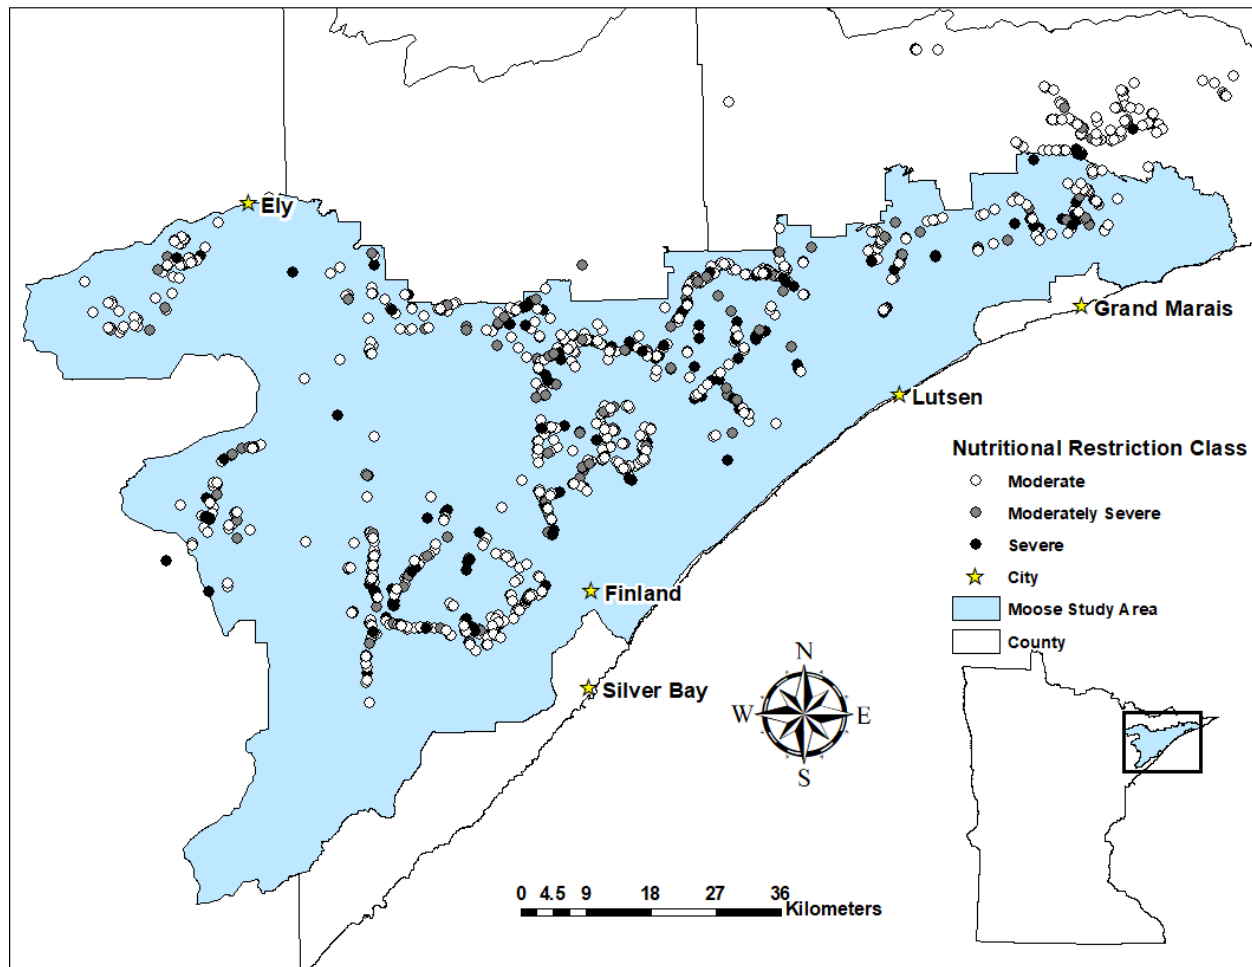 Ely
Grand Marais
Lutsen
Nutritional Restriction Class
Moderate
Moderately Severe
Severe
City
Moose Study Area
County
Finland
Silver Bay
N
W E
S
0 4.5 9 18 27 36
Kilometers